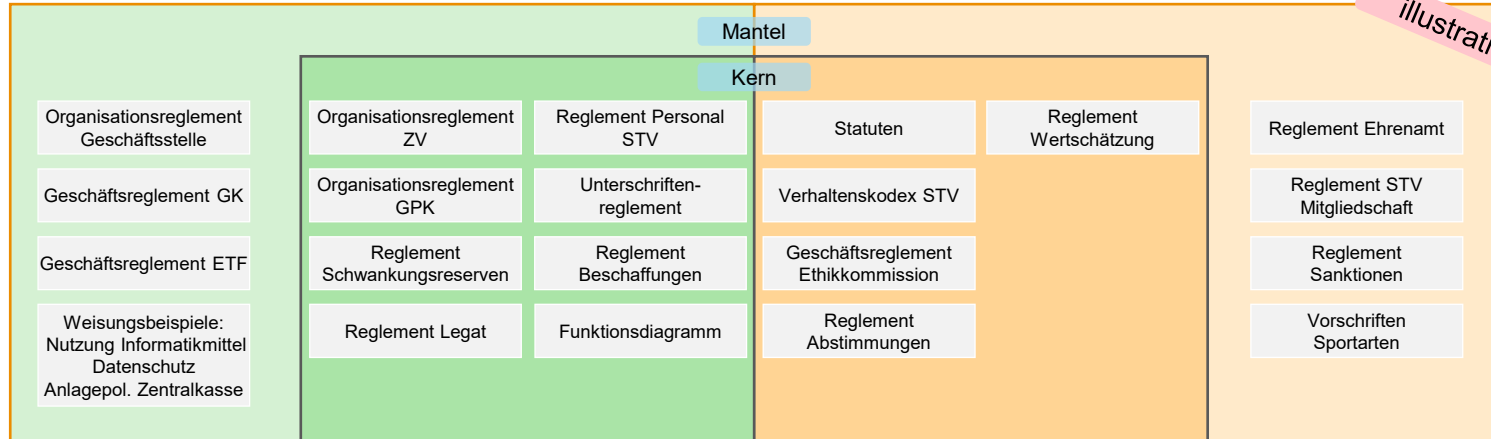 Mantel
Kern
Organisationsreglement
Geschäftsstelle
Geschäftsreglement GK
Geschäftsreglement ETF
Weisungsbeispiele:
Nutzung Informatikmittel
Datenschutz
Anlagepol. Zentralkasse
Organisationsreglement
ZV
Organisationsreglement
GPK
Reglement
Schwankungsreserven
Reglement Legat
Reglement Personal
STV
Unterschriften-
reglement
Reglement
Beschaffungen
Funktionsdiagramm
Statuten
Verhaltenskodex STV
Geschäftsreglement
Ethikkommission
Reglement
Abstimmungen
Reglement
Wertschätzung
Reglement Ehrenamt
Reglement STV
Mitgliedschaft
Reglement
Sanktionen
Vorschriften
Sportarten